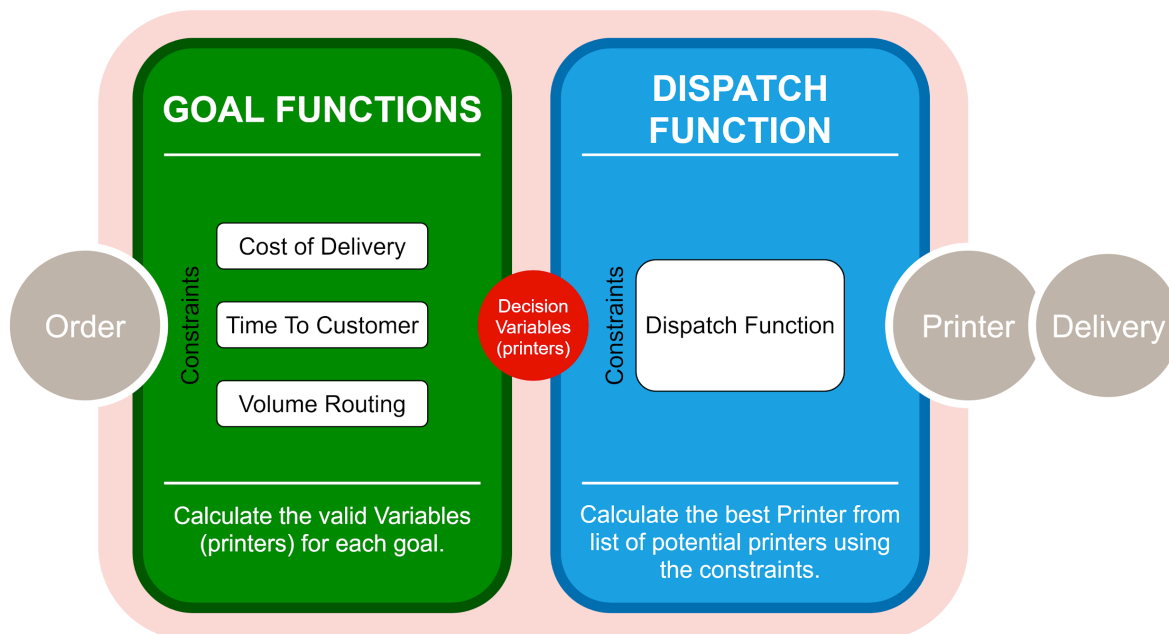 GOAL FUNCTIONS
Constraints
Cost of Delivery
Time To Customer
Volume Routing
Calculate the valid Variables
(printers) for each goal.
Order
Decision
Variables
(printers)
DISPATCH
FUNCTION
Constraints
Dispatch Function
Calculate the best Printer from
list of potential printers using
the constraints.
Printer
Delivery